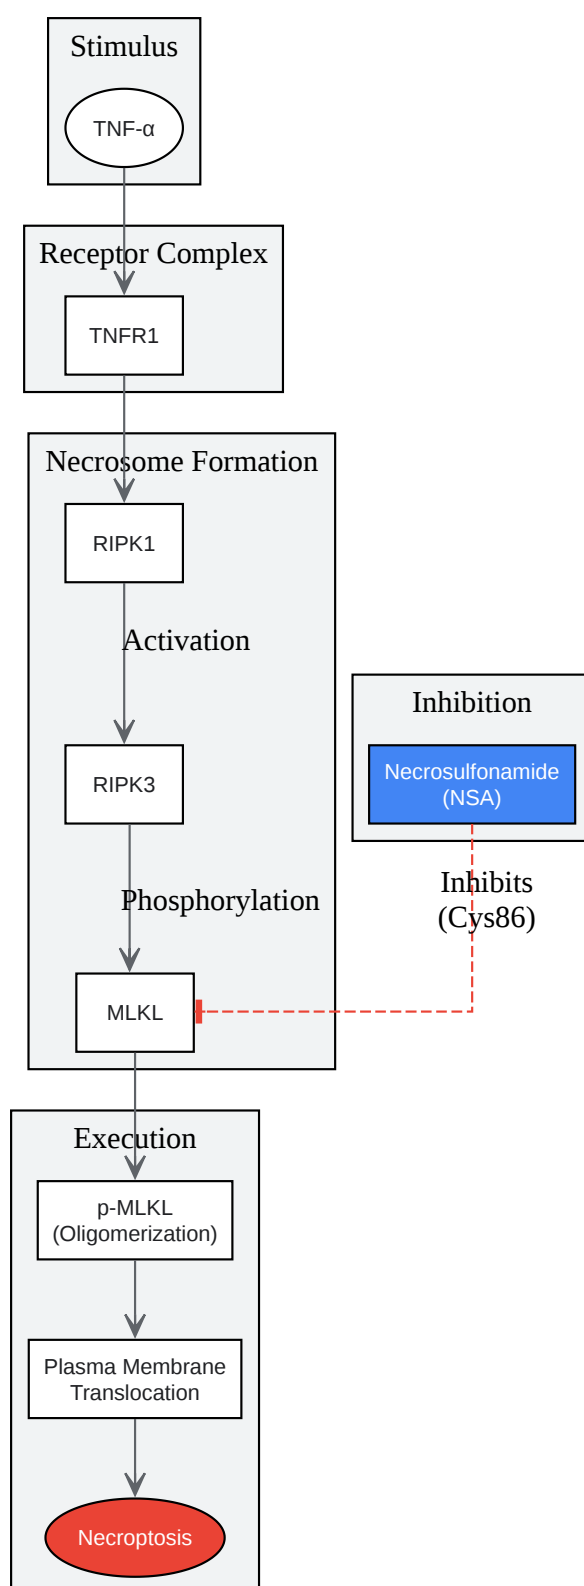 Stimulus
TNF-α
Receptor Complex
TNFR1
Necrosome Formation
RIPK1
Activation
Inhibition
RIPK3
Necrosulfonamide
(NSA)
Phosphorylation
Inhibits
(Cys86)
MLKL
Execution
p-MLKL
(Oligomerization)
Plasma Membrane
Translocation
Necroptosis